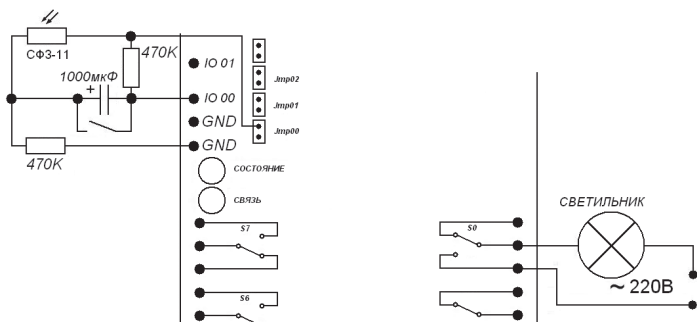 СФ3-11
470K
IO 01
Jmp02
1000мкФ
+
IO 00
Jmp01
GND
Jmp00
GND
470K
СОСТОЯНИЕ
СВЯЗЬ
S7
S0
СВЕТИЛЬНИК
~ 220В
S6